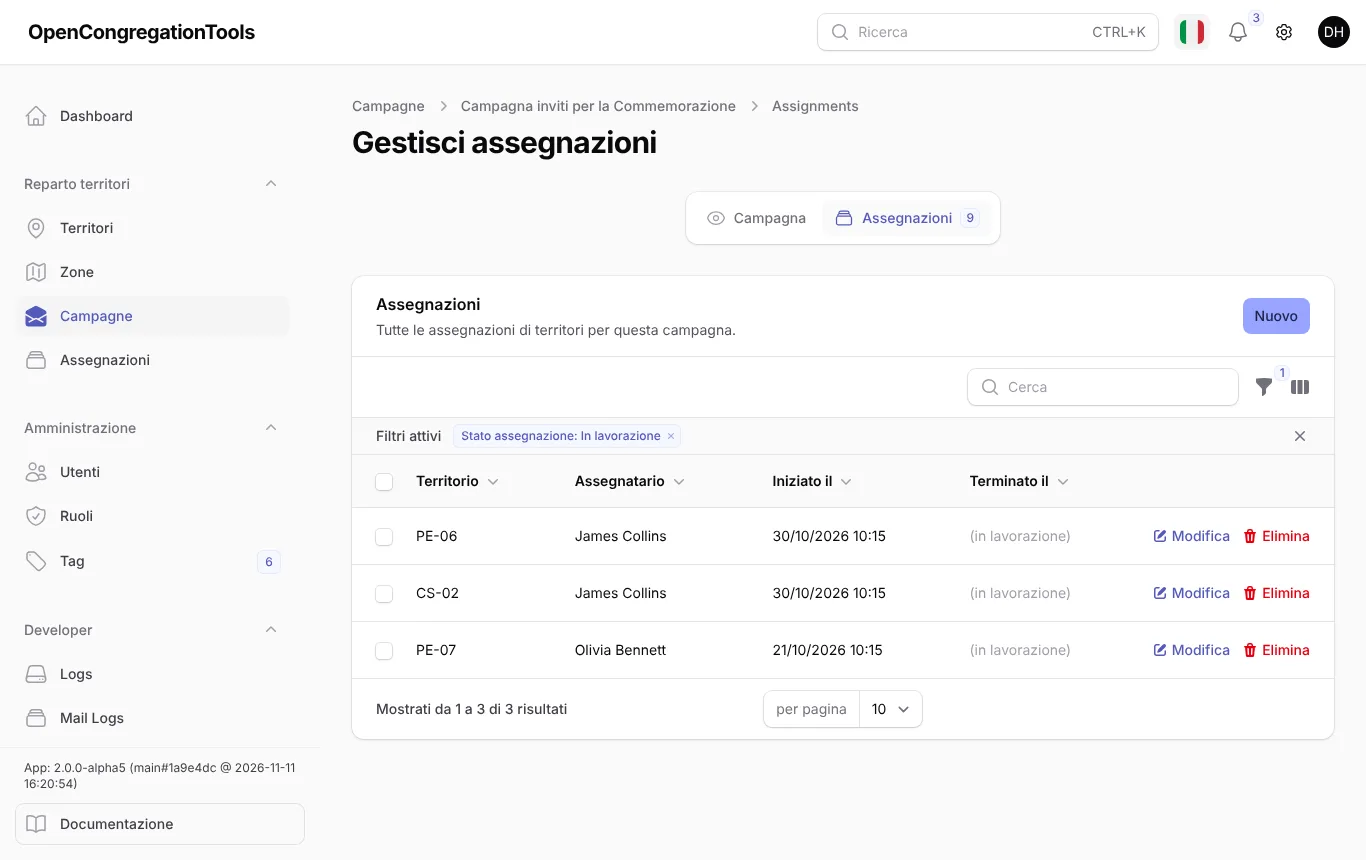 OpenCongregationTools
Ricerca CTRL+K
3
DH
Dashboard
Reparto territori
Territori
Zone
Campagne
Assegnazioni
Amministrazione
Utenti
Ruoli
Tag 6
Developer
Logs
Mail Logs
App: 2.0.0-alpha5 (main#1a9e4dc @ 2026-11-11
16:20:54)
Documentazione
Campagne Campagna inviti per la Commemorazione Assignments
Gestisci assegnazioni
Campagna Assegnazioni 9
Assegnazioni
Tutte le assegnazioni di territori per questa campagna.
Nuovo
Cerca
1
Filtri attivi Stato assegnazione: In lavorazione
Territorio Assegnatario Iniziato il Terminato il
PE-06 James Collins 30/10/2026 10:15 (in lavorazione) Modifica Elimina
CS-02 James Collins 30/10/2026 10:15 (in lavorazione) Modifica Elimina
PE-07 Olivia Bennett 21/10/2026 10:15 (in lavorazione) Modifica Elimina
Mostrati da 1 a 3 di 3 risultati per pagina 10